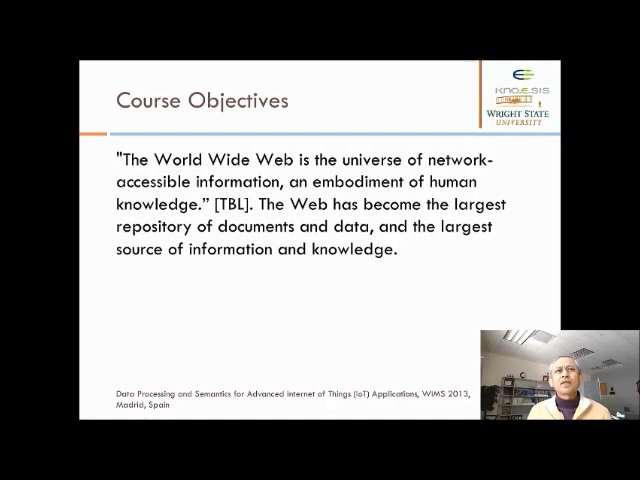 Course Objectives
KNO.E.SIS
WRIGHT STATE
UNIVERSITY
"The World Wide Web is the universe of network-
accessible information, an embodiment of human
knowledge.” [TBL]. The Web has become the largest
repository of documents and data, and the largest
source of information and knowledge.
Data Processing and Semantics for Advanced Internet of Things (IoT) Applications, WIMS 2013,
Madrid, Spain